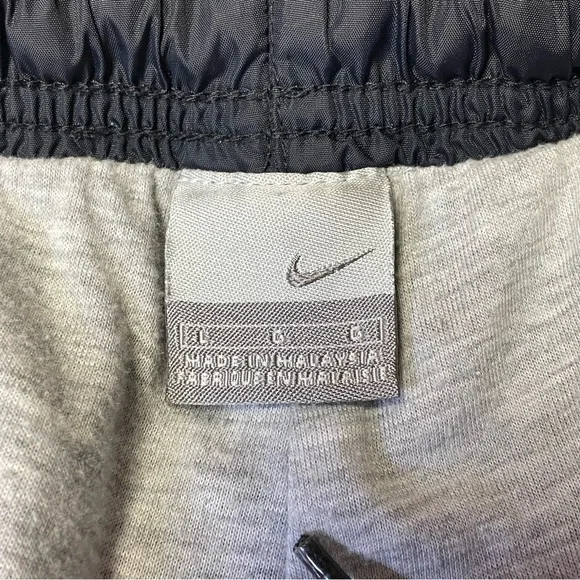 L G G
MADE IN MALAYSIA
FABRIQUE EN MALAISIE